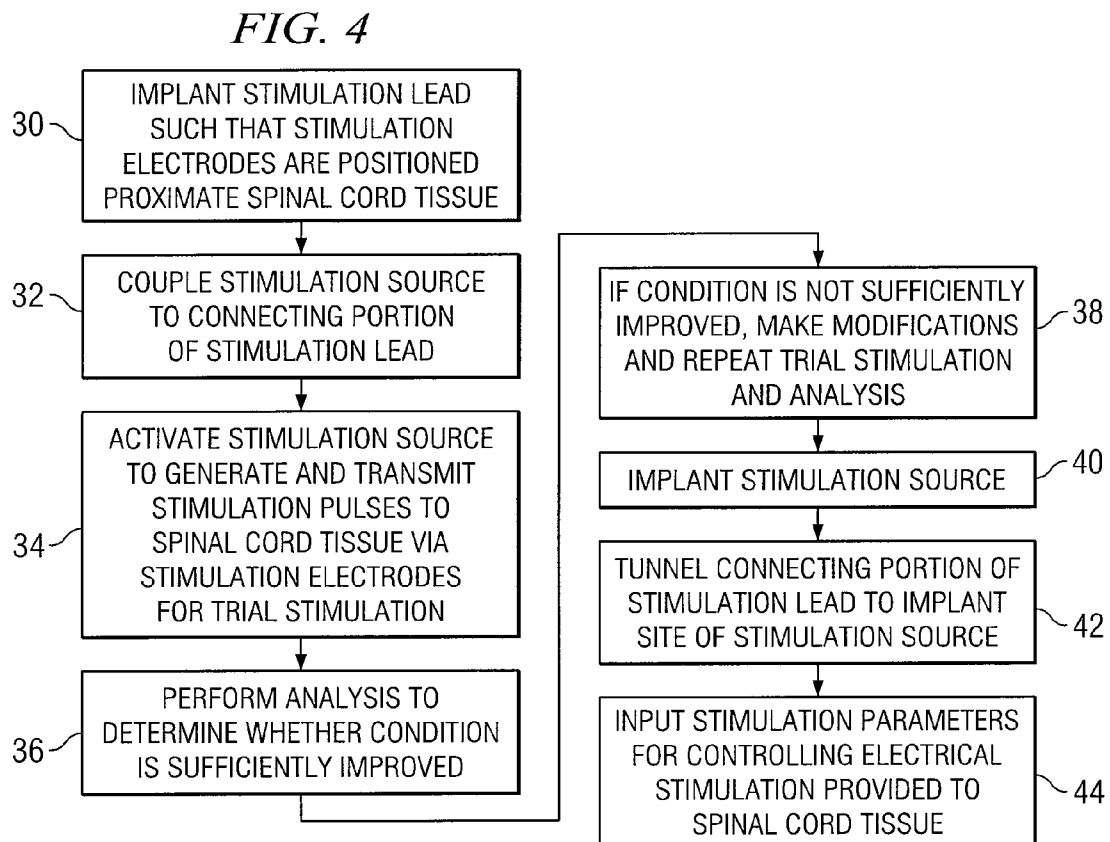 FIG. 4
30
IMPLANT STIMULATION LEAD
SUCH THAT STIMULATION
ELECTRODES ARE POSITIONED
PROXIMATE SPINAL CORD TISSUE
32
COUPLE STIMULATION SOURCE
TO CONNECTING PORTION
OF STIMULATION LEAD
34
ACTIVATE STIMULATION SOURCE
TO GENERATE AND TRANSMIT
STIMULATION PULSES TO
SPINAL CORD TISSUE VIA
STIMULATION ELECTRODES
FOR TRIAL STIMULATION
36
PERFORM ANALYSIS TO
DETERMINE WHETHER CONDITION
IS SUFFICIENTLY IMPROVED
IF CONDITION IS NOT SUFFICIENTLY
IMPROVED, MAKE MODIFICATIONS
AND REPEAT TRIAL STIMULATION
AND ANALYSIS
38
IMPLANT STIMULATION SOURCE
40
TUNNEL CONNECTING PORTION OF
STIMULATION LEAD TO IMPLANT
SITE OF STIMULATION SOURCE
42
INPUT STIMULATION PARAMETERS
FOR CONTROLLING ELECTRICAL
STIMULATION PROVIDED TO
SPINAL CORD TISSUE
44